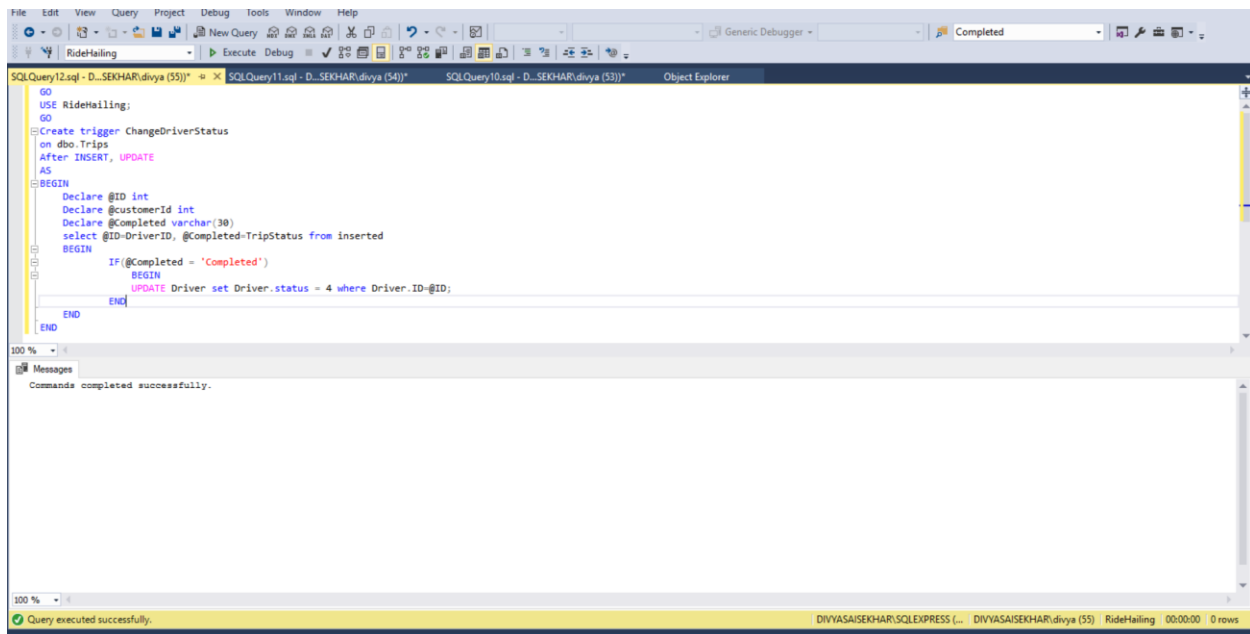 File Edit View Query Project Debug Tools Window Help
New Query Generic Debugger Completed
RideHailing Execute Debug
SQLQuery12.sql - D...SEKHAR\divya (55))* SQLQuery11.sql - D...SEKHAR\divya (54))* SQLQuery10.sql - D...SEKHAR\divya (53))* Object Explorer
GO
USE RideHailing;
GO
Create trigger ChangeDriverStatus
on dbo.Trips
After INSERT, UPDATE
AS
BEGIN
Declare @ID int
Declare @customerId int
Declare @Completed varchar(30)
select @ID=DriverID, @Completed=TripStatus from inserted
BEGIN
IF(@Completed = 'Completed')
BEGIN
UPDATE Driver set Driver.status = 4 where Driver.ID=@ID;
END
END
END
100 %
Messages
Commands completed successfully.
100 %
Query executed successfully. DIVYASAISEKHAR\SQLEXPRESS (... DIVYASAISEKHAR\divya (55) RideHailing 00:00:00 0 rows